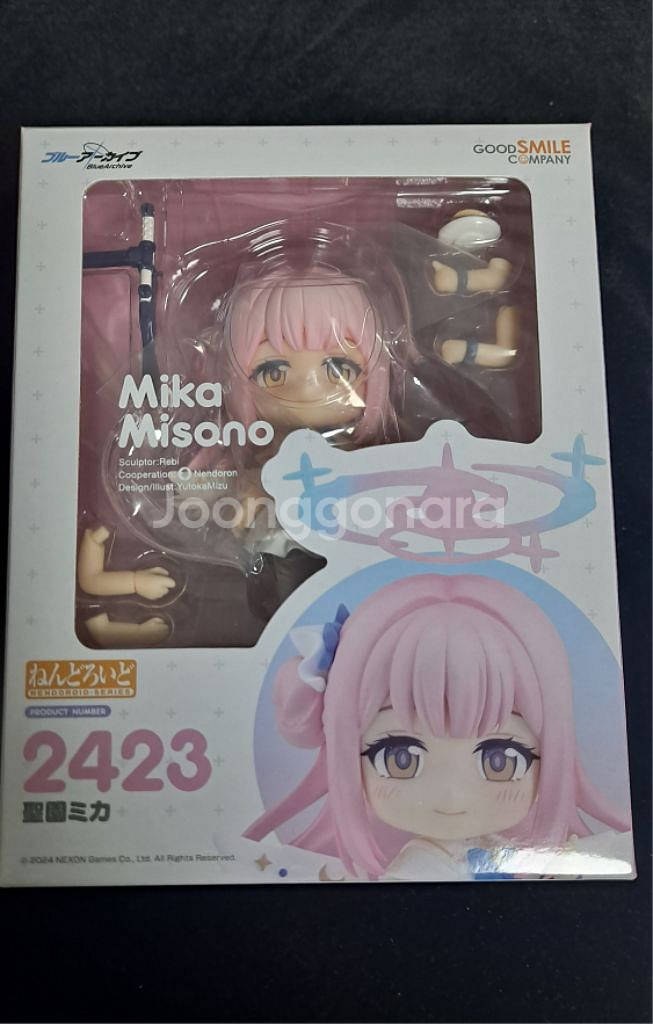 ブルーアーカイブ
BlueArchive
GOOD SMILE
COMPANY
Mika
Misono
Sculptor:Rebi
Cooperation: Nendoron
Design/Illust:YutokaMizu
Joonggonara
ねんどろいど
NENDOROID-SERIES
PRODUCT NUMBER
2423
聖園ミカ
© 2024 NEXON Games Co., Ltd. All Rights Reserved.